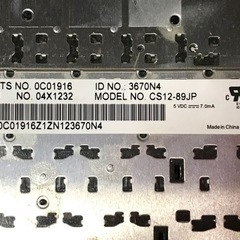 TS NO. 0C01916 ID NO.: 3670N4
NO. 04X1232 MODEL NO. CS12-89JP
5 VDC ⎓ 7.0mA
0C01916Z1ZN123670N4
Made in China